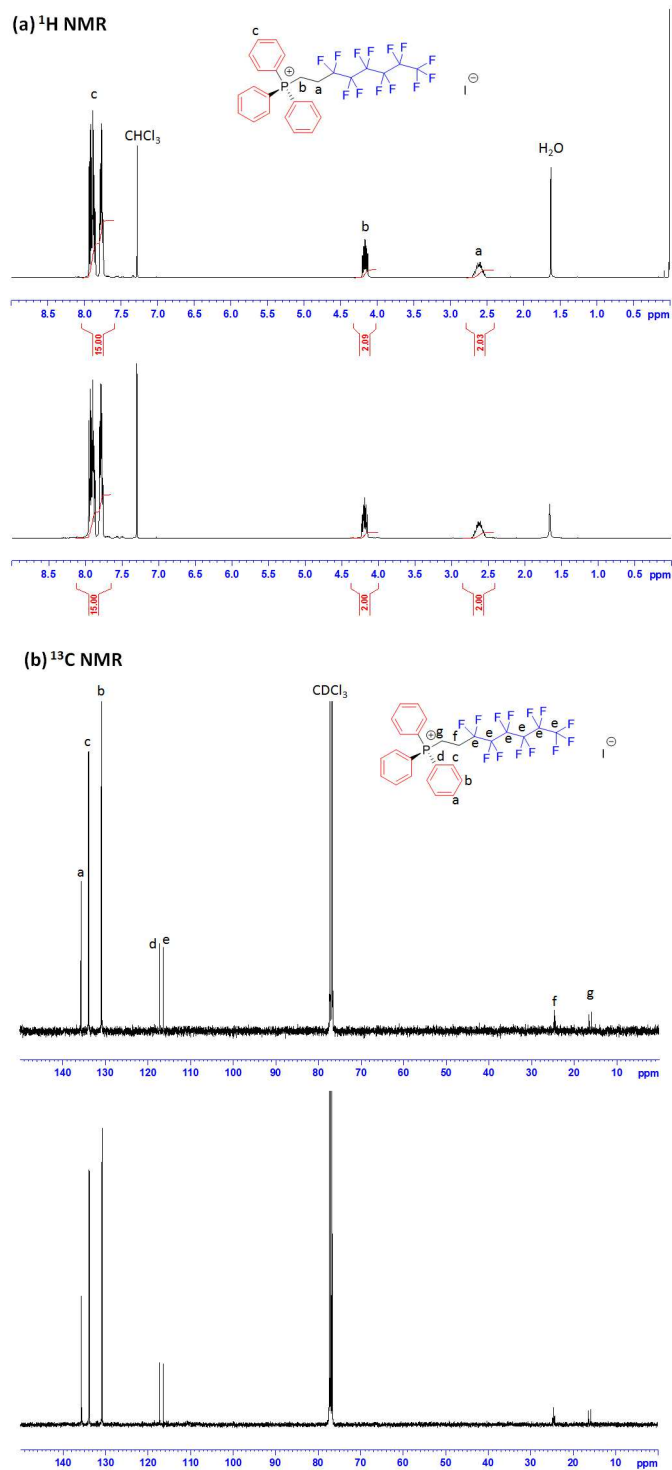 (a) ¹H NMR
c
F F F F F F
F
F
P
⊕
b
a
F F F F F F
I ⊖
c
CHCl₃
H₂O
b
a
8.5 8.0 7.5 7.0 6.5 6.0 5.5 5.0 4.5 4.0 3.5 3.0 2.5 2.0 1.5 1.0 0.5 ppm
15.00
2.09
2.03
8.5 8.0 7.5 7.0 6.5 6.0 5.5 5.0 4.5 4.0 3.5 3.0 2.5 2.0 1.5 1.0 0.5 ppm
15.00
2.00
2.00
(b) ¹³C NMR
b
CDCl₃
c
F F F F F F
⊕ g f e e e e e e
F
F
P
d c
F F F F F
I ⊖
b
a
a
d e
f
g
140 130 120 110 100 90 80 70 60 50 40 30 20 10 ppm
140 130 120 110 100 90 80 70 60 50 40 30 20 10 ppm